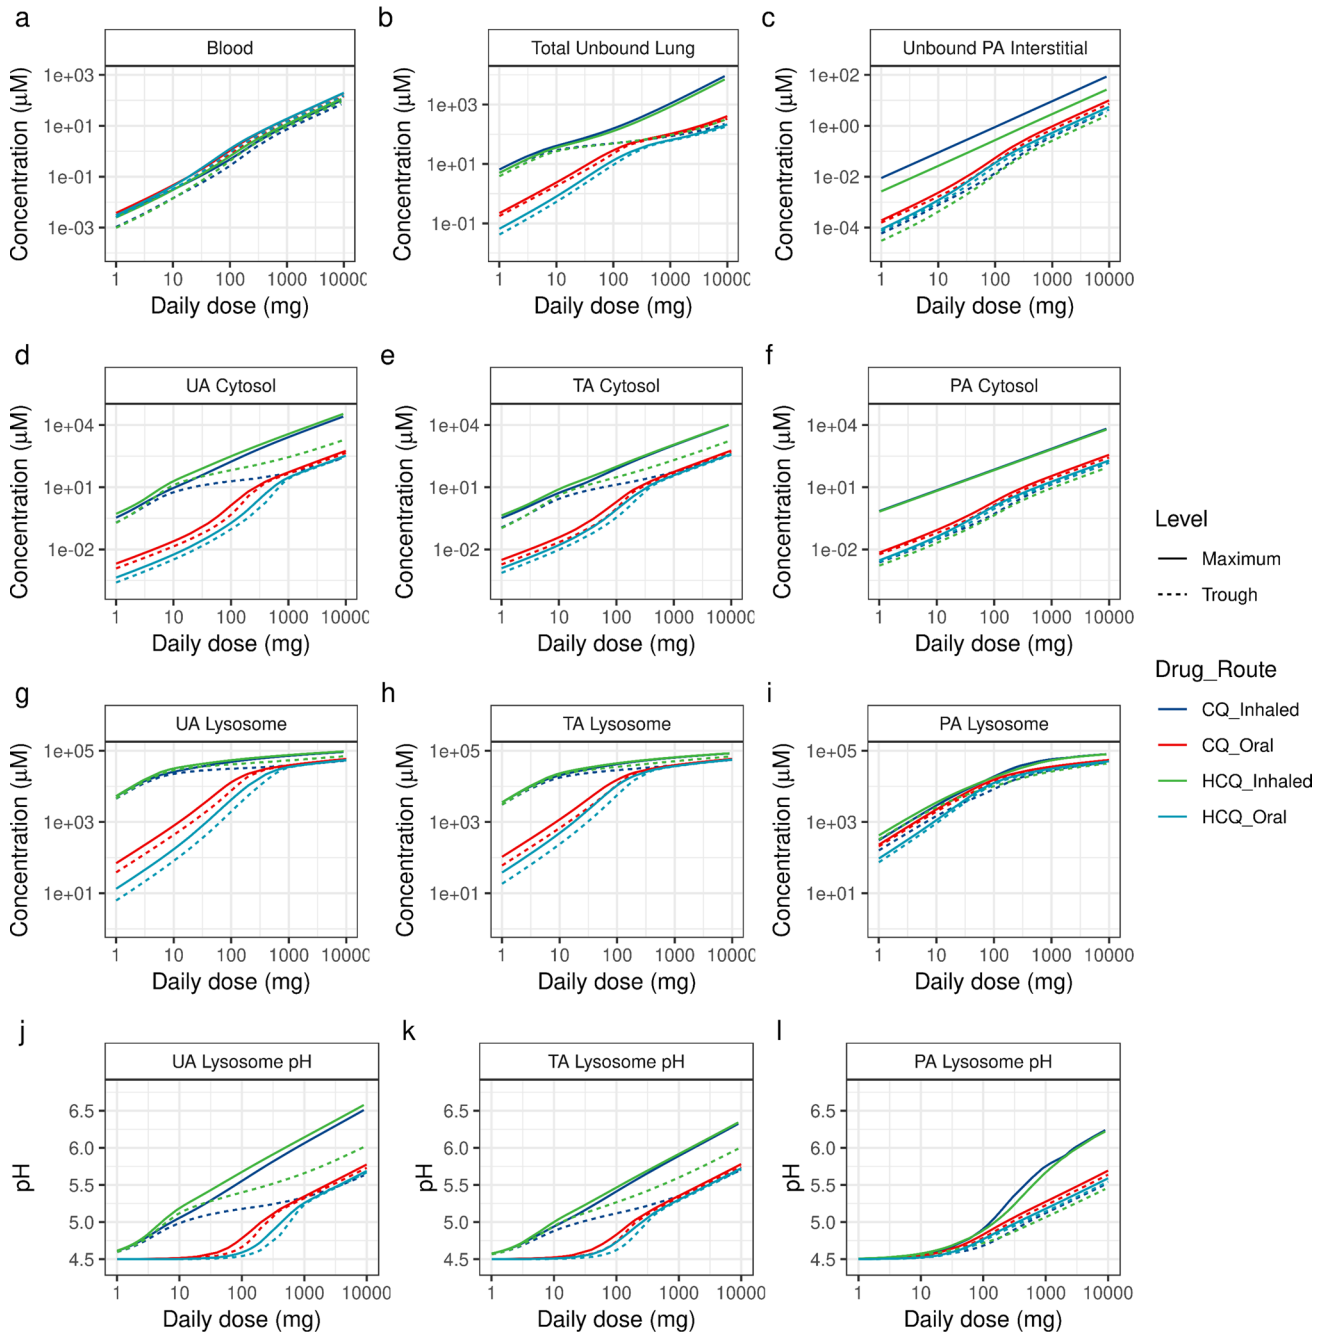 a
Blood
Concentration (µM)
1e+03
1e+01
1e-01
1e-03
1 10 100 1000 10000
Daily dose (mg)
b
Total Unbound Lung
Concentration (µM)
1e+03
1e+01
1e-01
1 10 100 1000 10000
Daily dose (mg)
c
Unbound PA Interstitial
Concentration (µM)
1e+02
1e+00
1e-02
1e-04
1 10 100 1000 10000
Daily dose (mg)
d
UA Cytosol
Concentration (µM)
1e+04
1e+01
1e-02
1 10 100 1000 10000
Daily dose (mg)
e
TA Cytosol
Concentration (µM)
1e+04
1e+01
1e-02
1 10 100 1000 10000
Daily dose (mg)
f
PA Cytosol
Concentration (µM)
1e+04
1e+01
1e-02
1 10 100 1000 10000
Daily dose (mg)
g
UA Lysosome
Concentration (µM)
1e+05
1e+03
1e+01
1 10 100 1000 10000
Daily dose (mg)
h
TA Lysosome
Concentration (µM)
1e+05
1e+03
1e+01
1 10 100 1000 10000
Daily dose (mg)
i
PA Lysosome
Concentration (µM)
1e+05
1e+03
1e+01
1 10 100 1000 10000
Daily dose (mg)
j
UA Lysosome pH
pH
6.5
6.0
5.5
5.0
4.5
1 10 100 1000 10000
Daily dose (mg)
k
TA Lysosome pH
pH
6.5
6.0
5.5
5.0
4.5
1 10 100 1000 10000
Daily dose (mg)
l
PA Lysosome pH
pH
6.5
6.0
5.5
5.0
4.5
1 10 100 1000 10000
Daily dose (mg)
Level
Maximum
Trough
Drug_Route
CQ_Inhaled
CQ_Oral
HCQ_Inhaled
HCQ_Oral